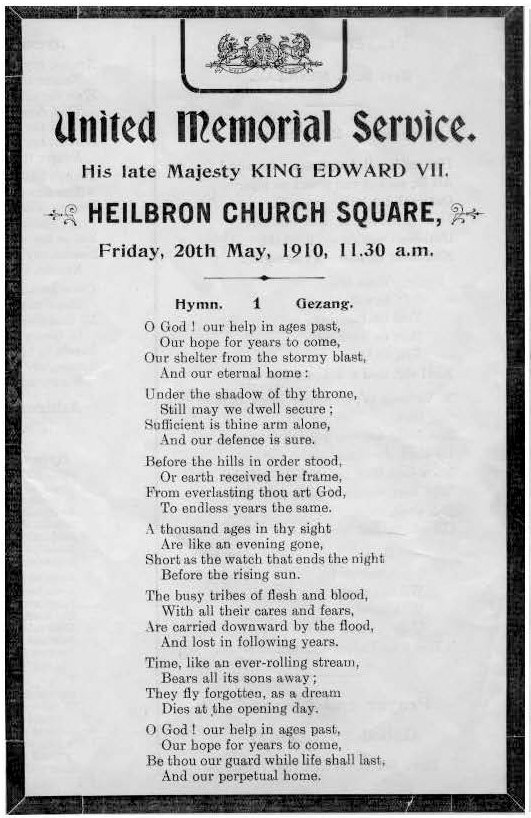 United Memorial Service.
His late Majesty KING EDWARD VII.
HEILBRON CHURCH SQUARE,
Friday, 20th May, 1910, 11.30 a.m.
Hymn. 1 Gezang.
O God ! our help in ages past,
Our hope for years to come,
Our shelter from the stormy blast,
And our eternal home :
Under the shadow of thy throne,
Still may we dwell secure ;
Sufficient is thine arm alone,
And our defence is sure.
Before the hills in order stood,
Or earth received her frame,
From everlasting thou art God,
To endless years the same.
A thousand ages in thy sight
Are like an evening gone,
Short as the watch that ends the night
Before the rising sun.
The busy tribes of flesh and blood,
With all their cares and fears,
Are carried downward by the flood,
And lost in following years.
Time, like an ever-rolling stream,
Bears all its sons away ;
They fly forgotten, as a dream
Dies at the opening day.
O God ! our help in ages past,
Our hope for years to come,
Be thou our guard while life shall last,
And our perpetual home.